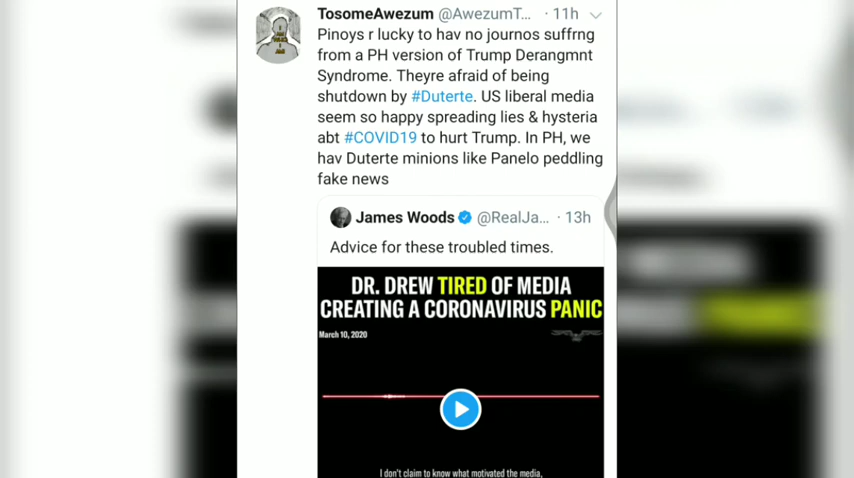 TosomeAwezum @AwezumT... · 11h
Pinoys r lucky to hav no journos suffrng
from a PH version of Trump Derangmnt
Syndrome. Theyre afraid of being
shutdown by #Duterte. US liberal media
seem so happy spreading lies & hysteria
abt #COVID19 to hurt Trump. In PH, we
hav Duterte minions like Panelo peddling
fake news
James Woods @RealJa... · 13h
Advice for these troubled times.
DR. DREW TIRED OF MEDIA
CREATING A CORONAVIRUS PANIC
March 10, 2020
I don't claim to know what motivated the media,